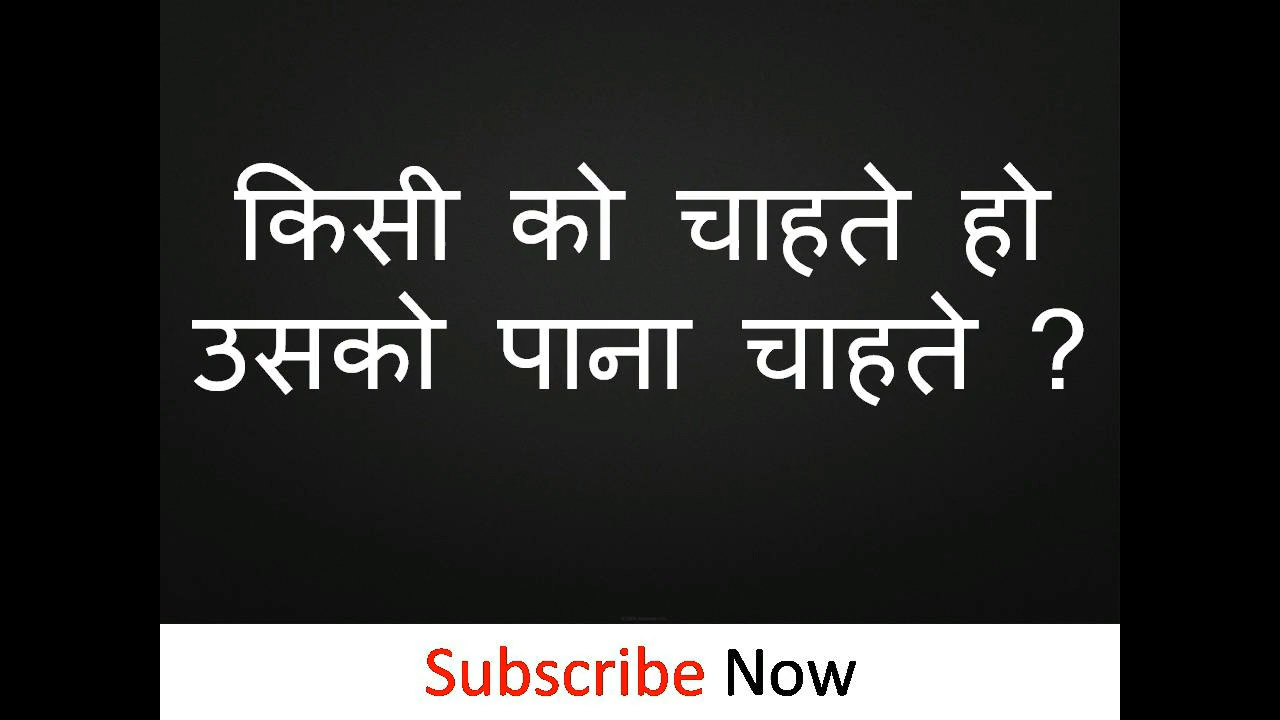 किसी को चाहते हो
उसको पाना चाहते ?
Subscribe Now